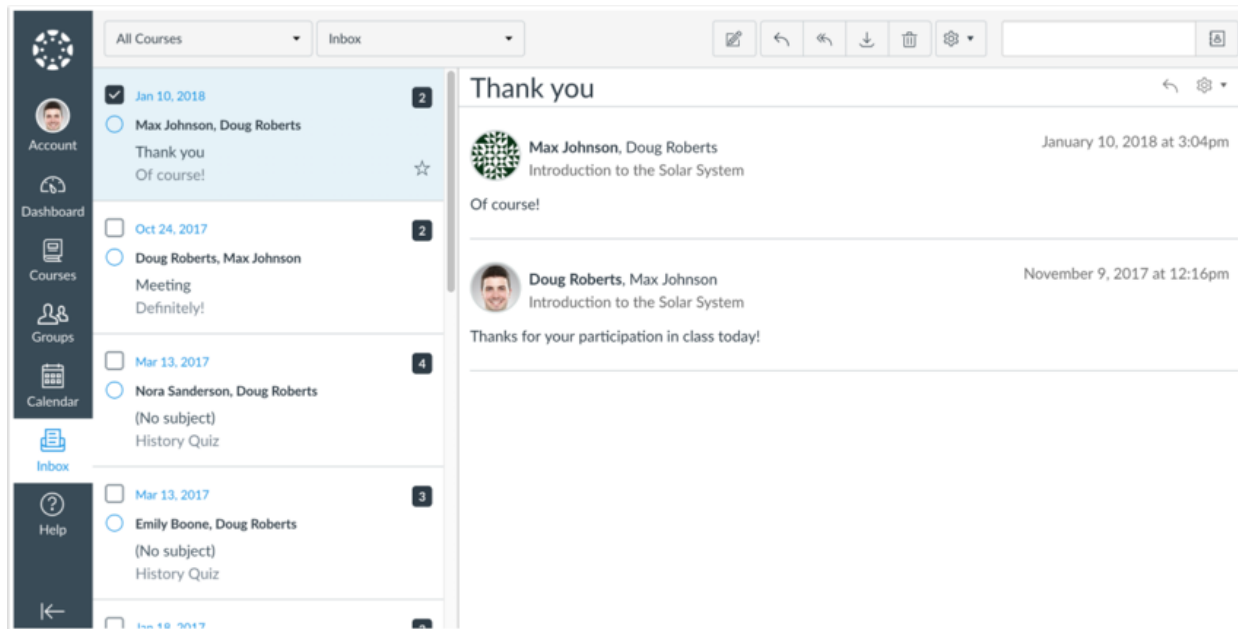 All Courses
Inbox
Account
Dashboard
Courses
Groups
Calendar
Inbox
Help
Jan 10, 2018
2
Max Johnson, Doug Roberts
Thank you
Of course!
Oct 24, 2017
2
Doug Roberts, Max Johnson
Meeting
Definitely!
Mar 13, 2017
4
Nora Sanderson, Doug Roberts
(No subject)
History Quiz
Mar 13, 2017
3
Emily Boone, Doug Roberts
(No subject)
History Quiz
Jan 18, 2017
Thank you
Max Johnson, Doug Roberts
January 10, 2018 at 3:04pm
Introduction to the Solar System
Of course!
Doug Roberts, Max Johnson
November 9, 2017 at 12:16pm
Introduction to the Solar System
Thanks for your participation in class today!